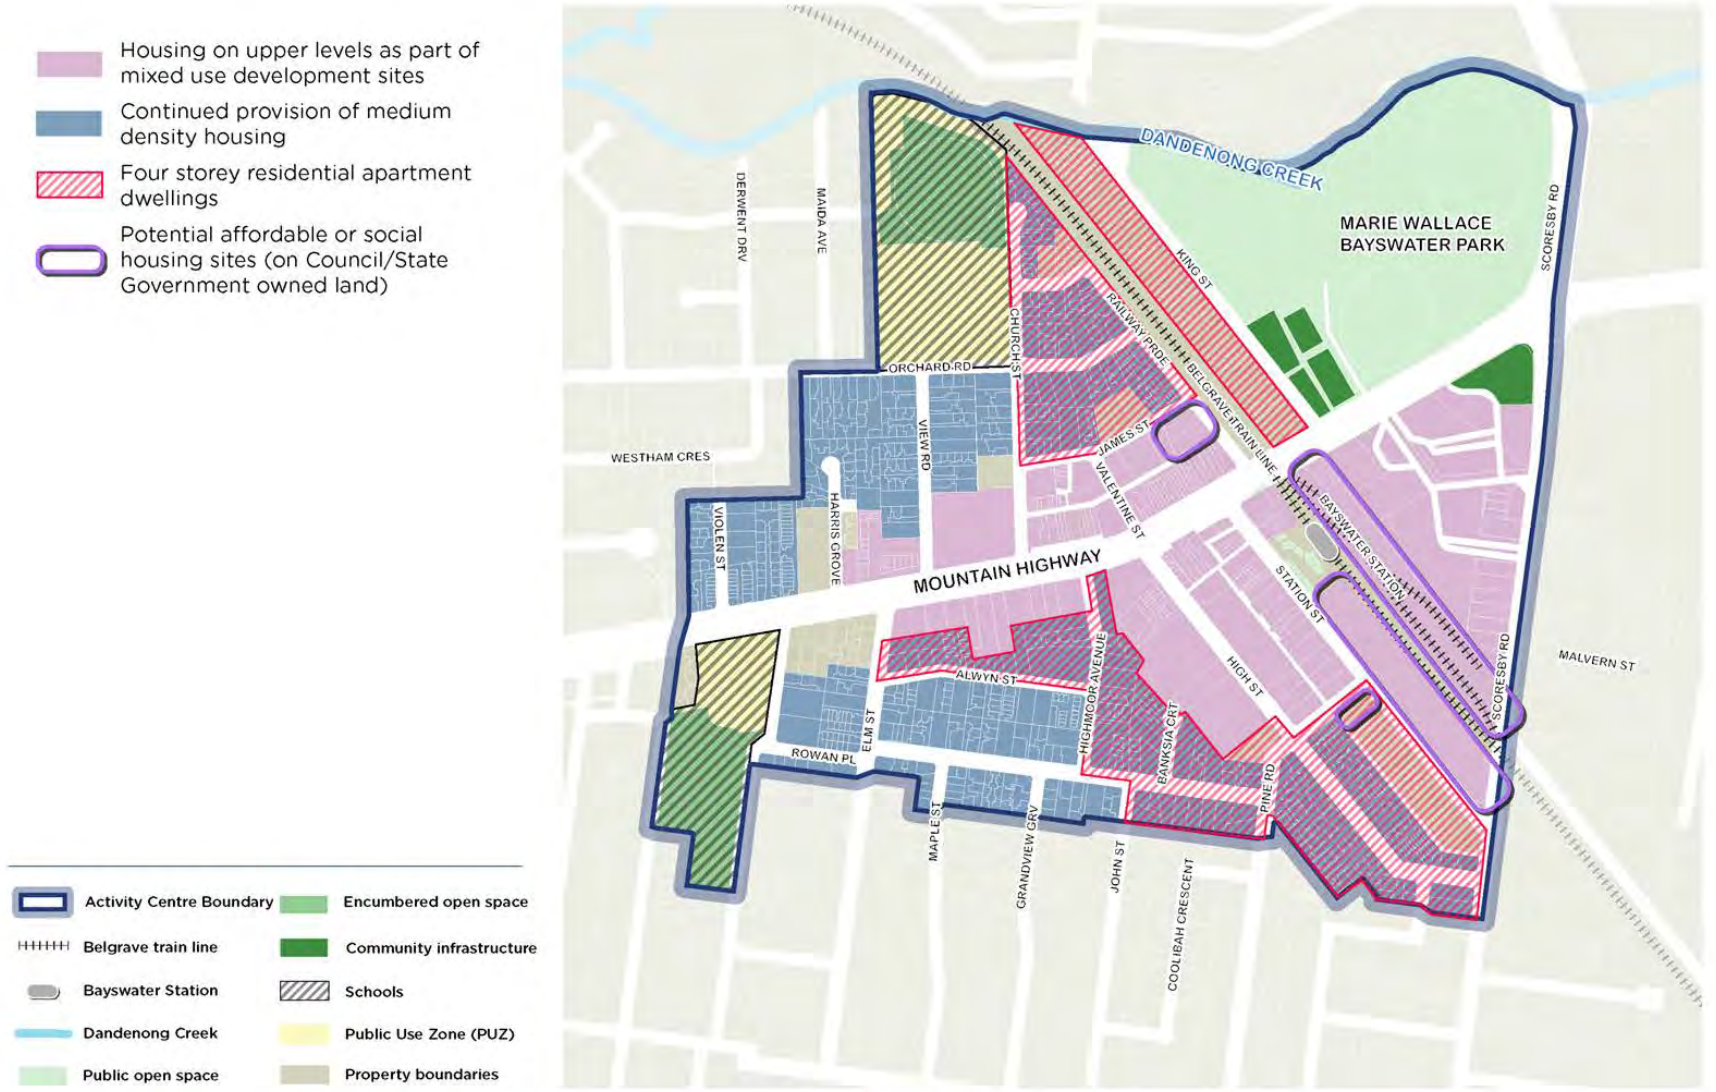 Housing on upper levels as part of
mixed use development sites
Continued provision of medium
density housing
Four storey residential apartment
dwellings
Potential affordable or social
housing sites (on Council/State
Government owned land)
Activity Centre Boundary
Encumbered open space
Belgrave train line
Community infrastructure
Bayswater Station
Schools
Dandenong Creek
Public Use Zone (PUZ)
Public open space
Property boundaries
DANDENONG CREEK
MARIE WALLACE
BAYSWATER PARK
SCORESBY RD
DERWENT DRV
MAIDA AVE
KING ST
RAILWAY PRDE
CHURCH ST
ORCHARD RD
BELGRAVE TRAIN LINE
VIEW RD
JAMES ST
WESTHAM CRES
VALENTINE ST
HARRIS GROVE
VIOLEN ST
BAYSWATER STATION
MOUNTAIN HIGHWAY
STATION ST
HIGH ST
MALVERN ST
SCORESBY RD
ALWYN ST
HIGHMOOR AVENUE
BANKSIA CRT
ELM ST
ROWAN PL
PINE RD
MAPLE ST
GRANDVIEW GRV
JOHN ST
COOLIBAH CRESCENT